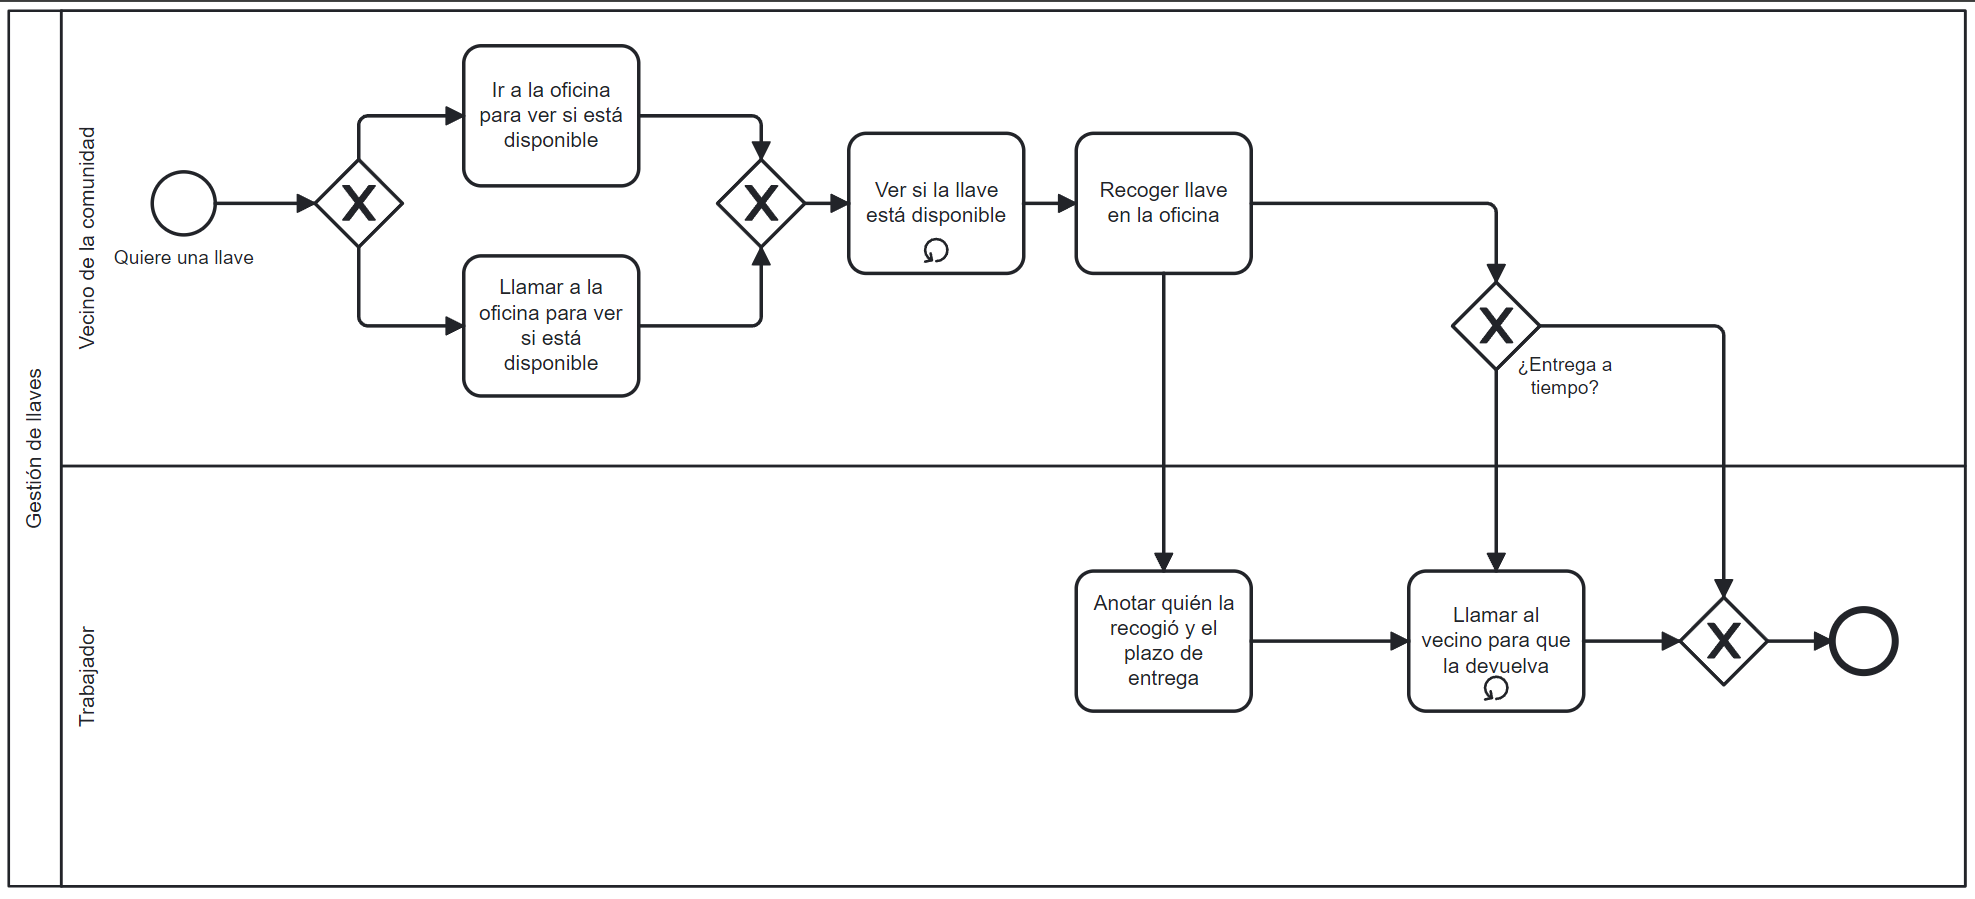 Gestión de llaves
Vecino de la comunidad
Quiere una llave
Ir a la oficina
para ver si está
disponible
Llamar a la
oficina para ver
si está
disponible
Ver si la llave
está disponible
Recoger llave
en la oficina
¿Entrega a
tiempo?
Trabajador
Anotar quién la
recogió y el
plazo de
entrega
Llamar al
vecino para que
la devuelva